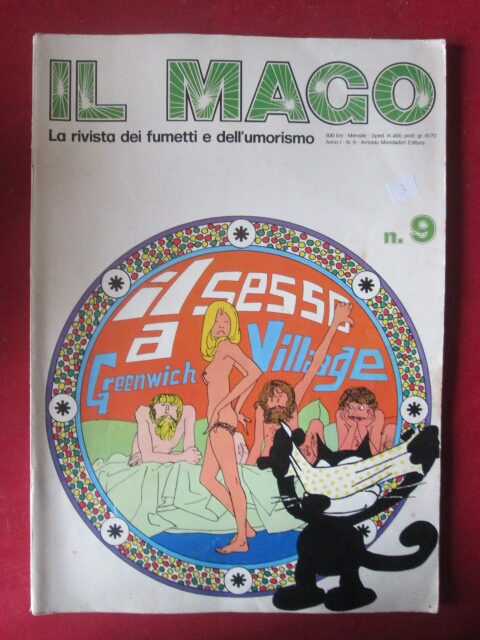 IL MAGO
La rivista dei fumetti e dell'umorismo
500 lire - Mensile - Sped. in abb. post. gr. III/70
Anno I - N. 9 - Arnoldo Mondadori Editore
3
n. 9
il sesso
a
Greenwich Village